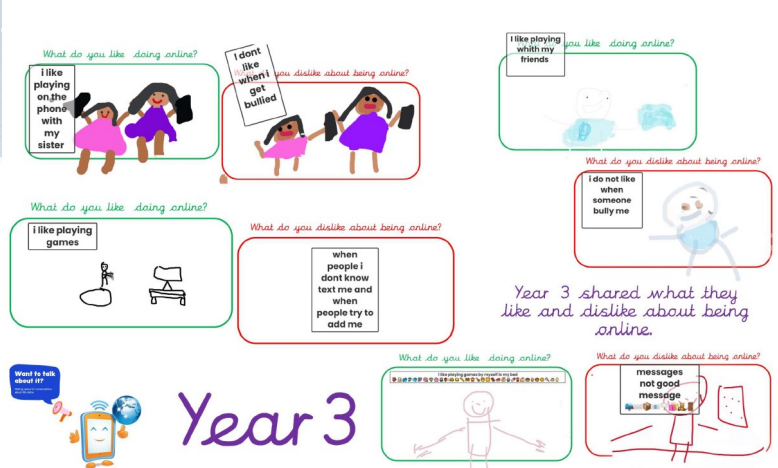 What do you like doing online?
i like
playing
on the
phone
with
my
sister
you dislike about being online?
I dont
like
when i
get
bullied
you like doing online?
I like playing
whith my
friends
What do you dislike about being online?
i do not like
when
someone
bully me
What do you like doing online?
i like playing
games
What do you dislike about being online?
when
people i
dont know
text me and
when
people try to
add me
Year 3 shared what they
like and dislike about being
online.
Want to talk
about it?
Year 3
What do you like doing online?
I like playing games by myself in my bed
What do you dislike about being online?
messages
not good
message